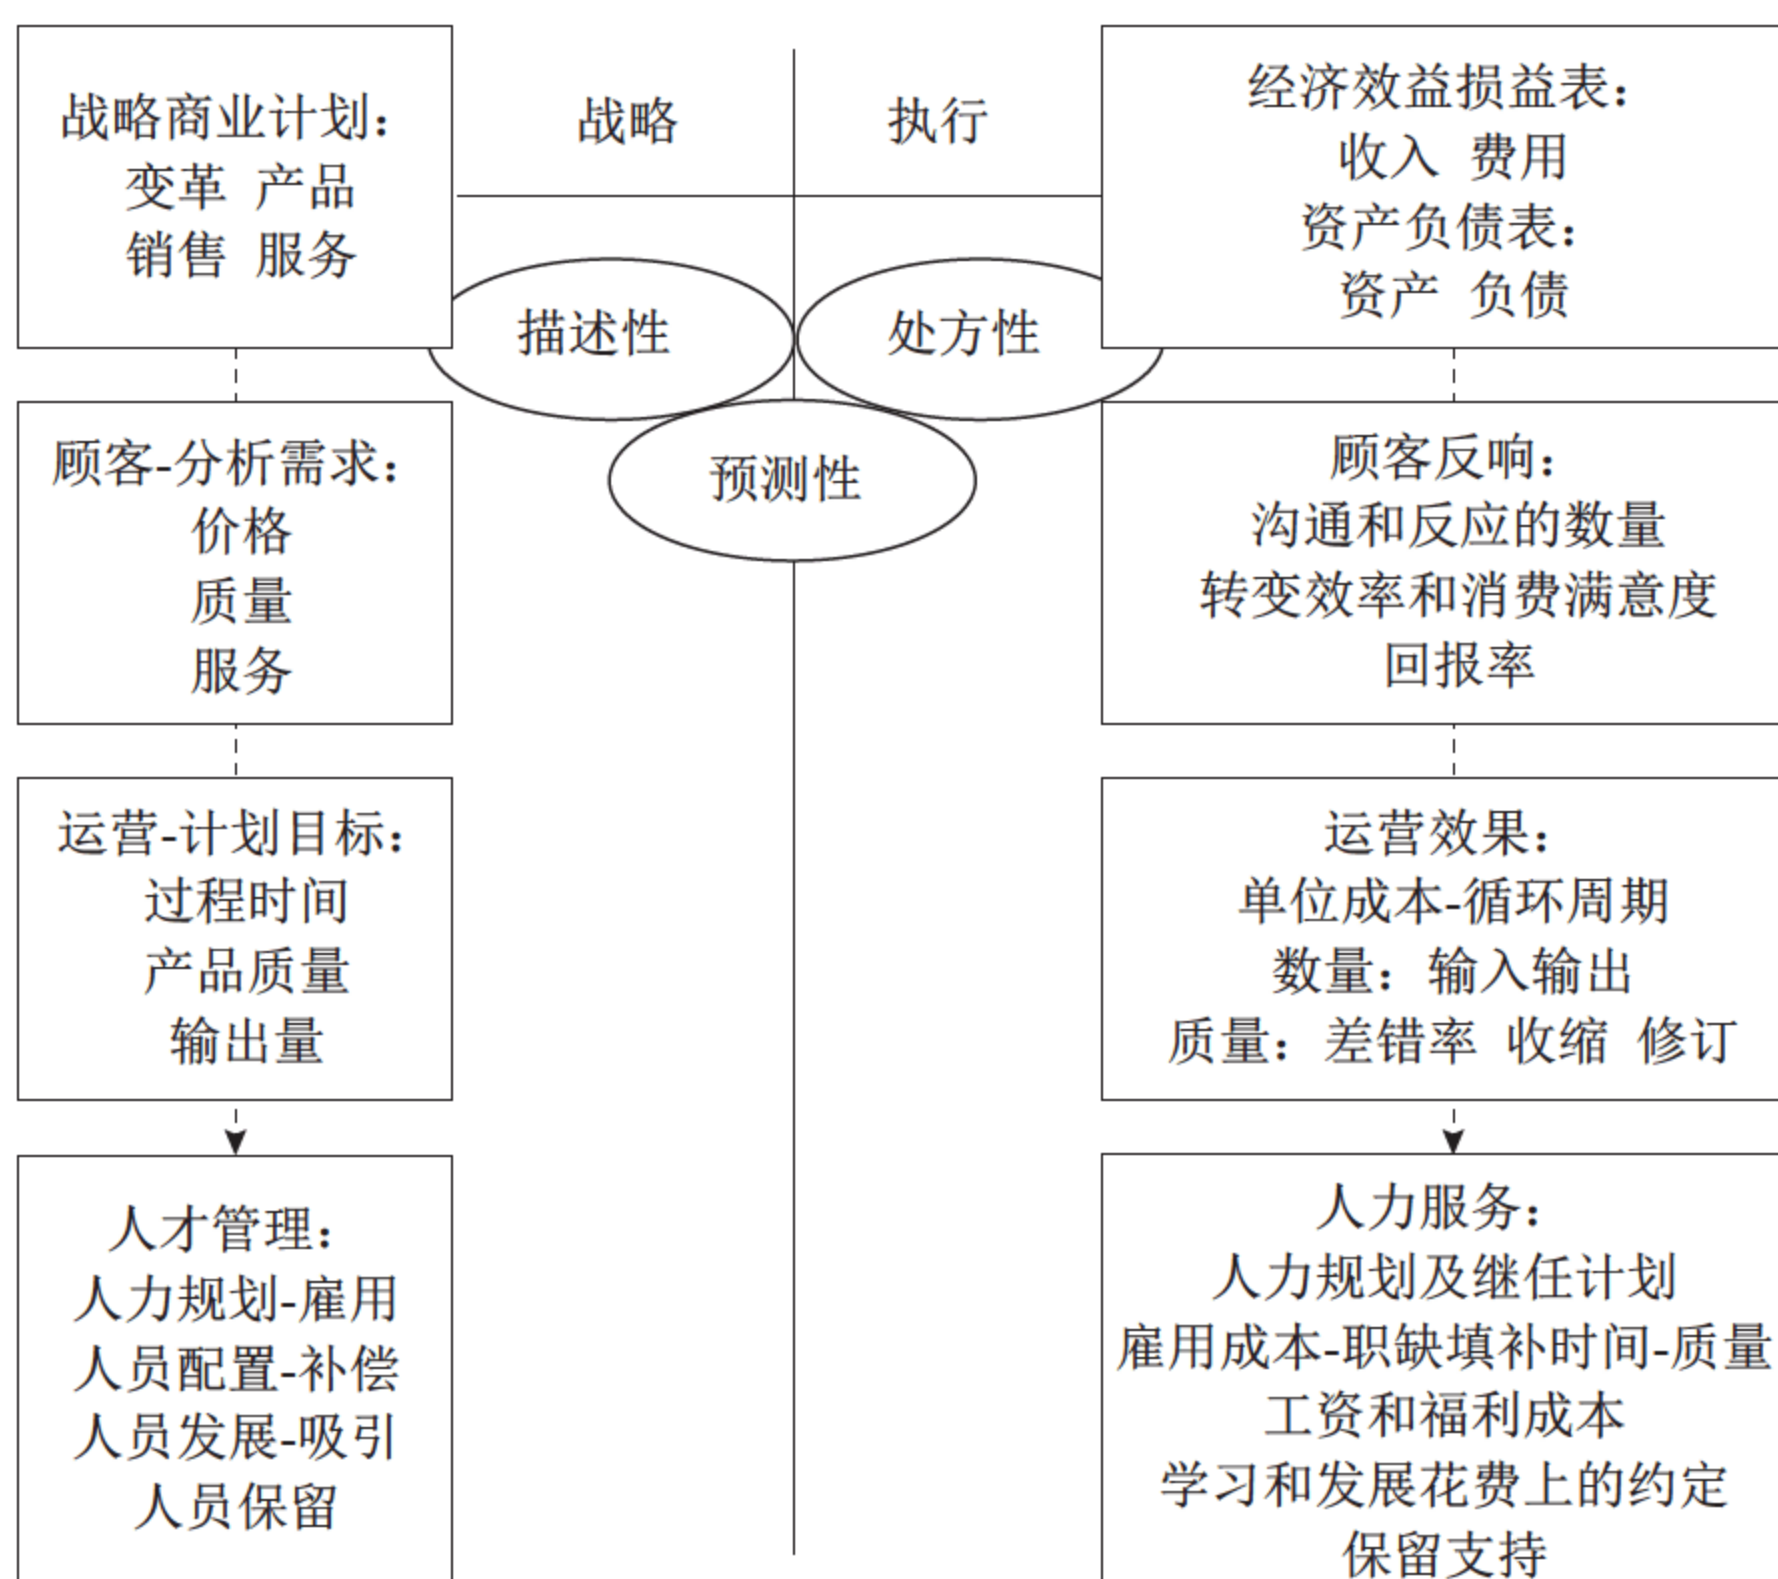 战略商业计划：
变革 产品
销售 服务
战略
执行
经济效益损益表：
收入 费用
资产负债表：
资产 负债
描述性
处方性
预测性
顾客-分析需求：
价格
质量
服务
顾客反响：
沟通和反应的数量
转变效率和消费满意度
回报率
运营-计划目标：
过程时间
产品质量
输出量
运营效果：
单位成本-循环周期
数量：输入输出
质量：差错率 收缩 修订
人才管理：
人力规划-雇用
人员配置-补偿
人员发展-吸引
人员保留
人力服务：
人力规划及继任计划
雇用成本-职缺填补时间-质量
工资和福利成本
学习和发展花费上的约定
保留支持